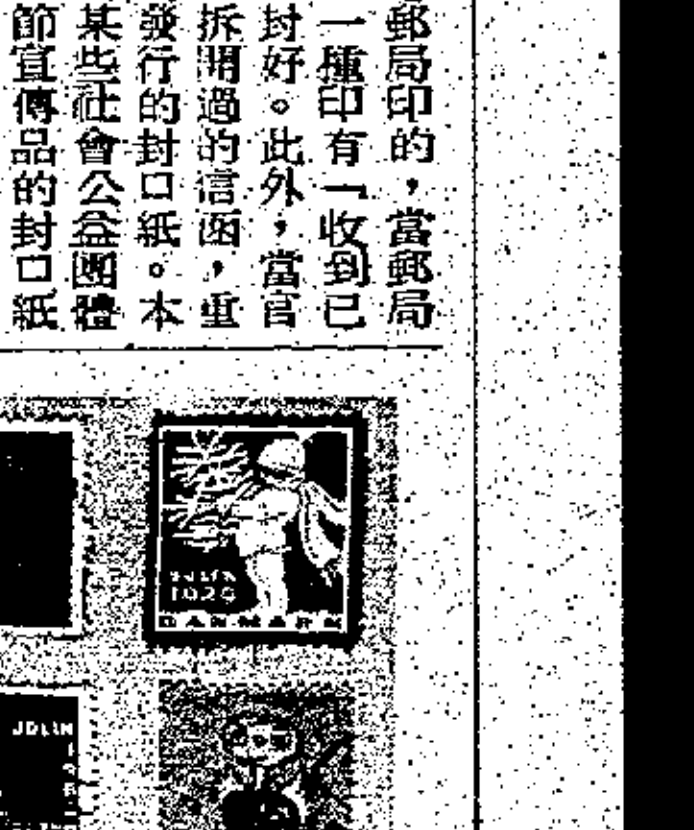 郵局印的，當郵局
一種印有「收到已
封好。此外，當官
拆開過的信函，重
發行的封口紙。本
某些社會公益團體
節宣傳品的封口紙
JULEN
1929
DANMARK